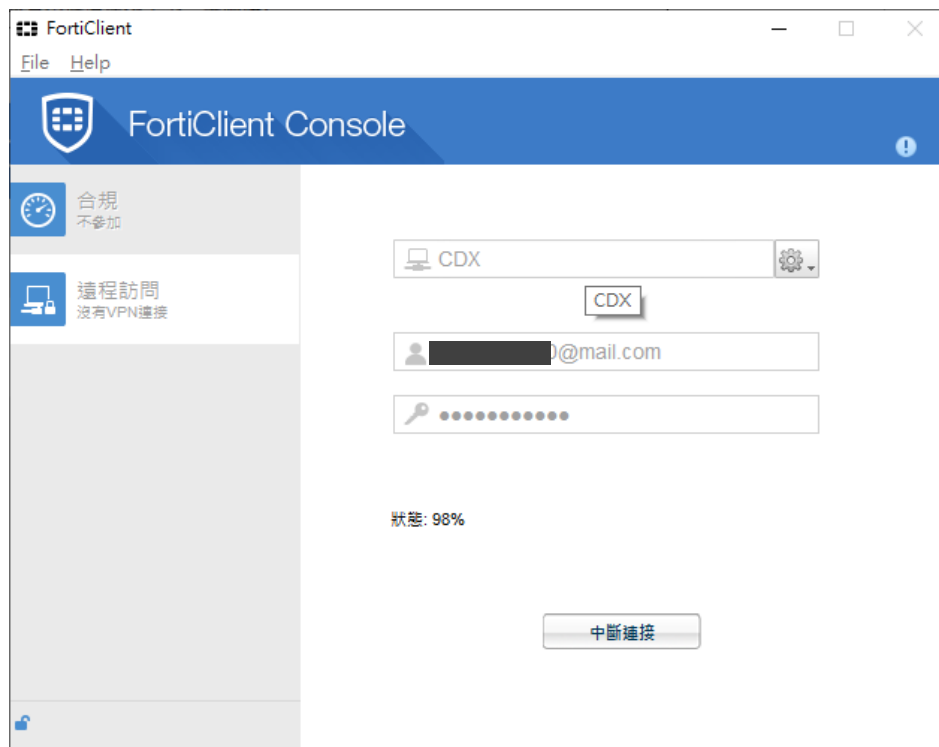 FortiClient
File Help
FortiClient Console
合規
不參加
CDX
遠程訪問
沒有VPN連接
CDX
@mail.com
狀態: 98%
中斷連接